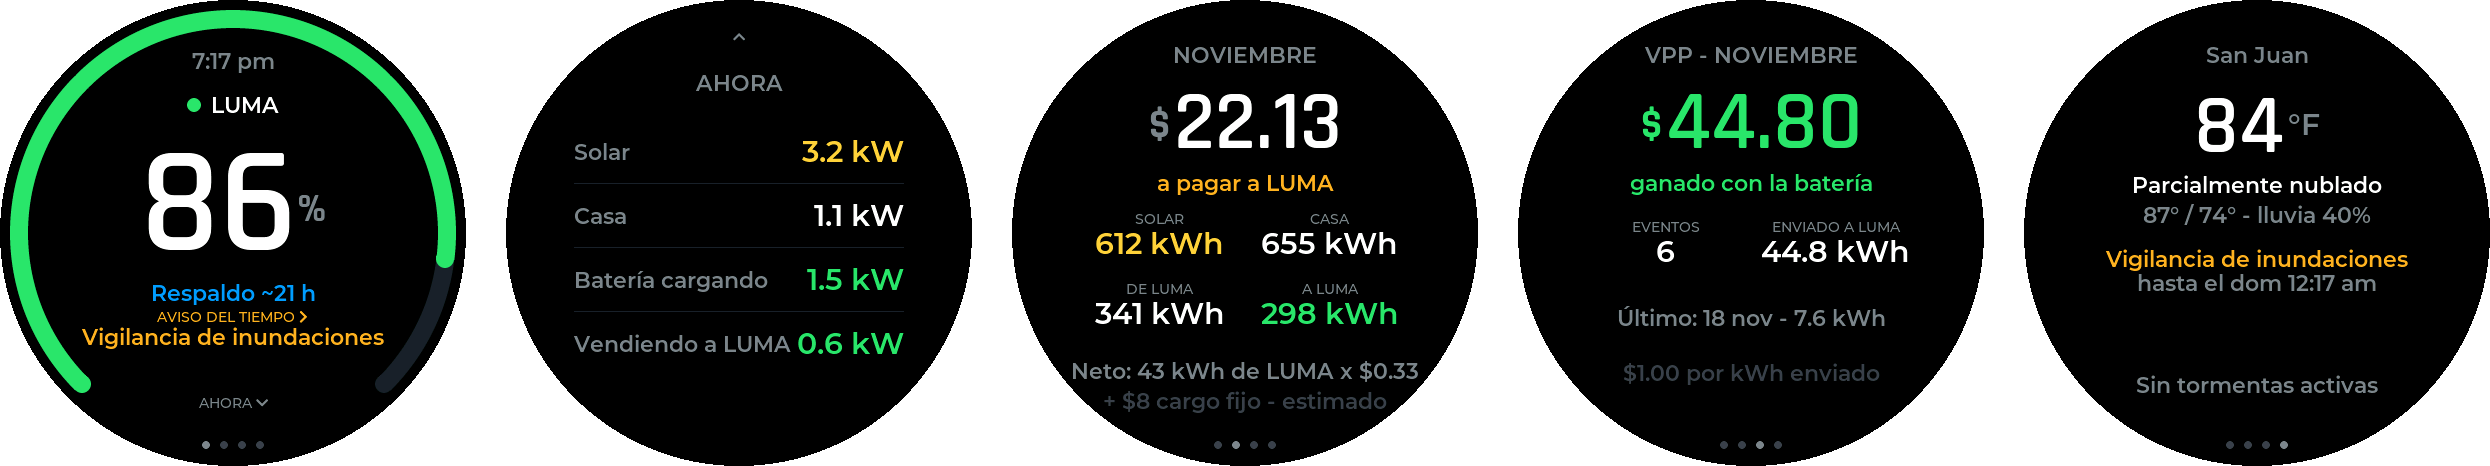 7:17 pm
LUMA
86%
Respaldo ~21 h
AVISO DEL TIEMPO
Vigilancia de inundaciones
AHORA
AHORA
Solar 3.2 kW
Casa 1.1 kW
Batería cargando 1.5 kW
Vendiendo a LUMA 0.6 kW
NOVIEMBRE
$22.13
a pagar a LUMA
SOLAR CASA
612 kWh 655 kWh
DE LUMA A LUMA
341 kWh 298 kWh
Neto: 43 kWh de LUMA x $0.33
+ $8 cargo fijo - estimado
VPP - NOVIEMBRE
$44.80
ganado con la batería
EVENTOS ENVIADO A LUMA
6 44.8 kWh
Último: 18 nov - 7.6 kWh
$1.00 por kWh enviado
San Juan
84°F
Parcialmente nublado
87° / 74° - lluvia 40%
Vigilancia de inundaciones
hasta el dom 12:17 am
Sin tormentas activas